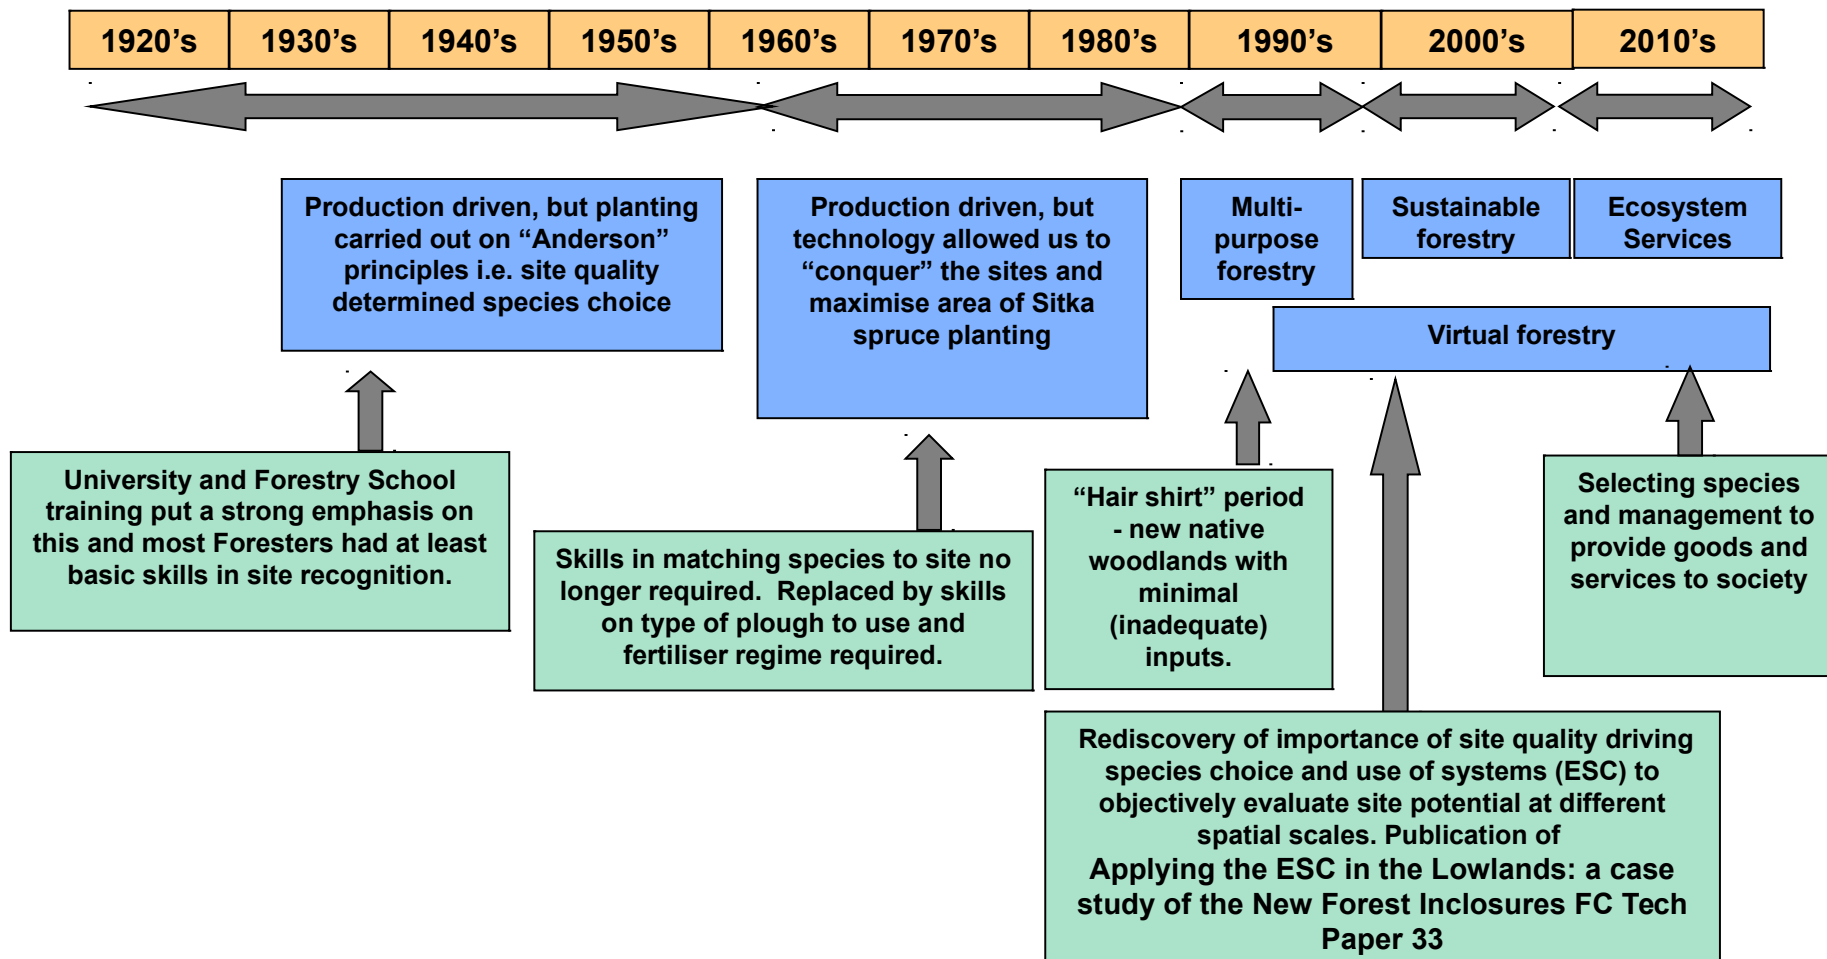 1920’s
1930’s
1940’s
1950’s
1960’s
1970’s
1980’s
1990’s
2000’s
2010’s
Production driven, but planting
carried out on “Anderson”
principles i.e. site quality
determined species choice
Production driven, but
technology allowed us to
“conquer” the sites and
maximise area of Sitka
spruce planting
Multi-
purpose
forestry
Sustainable
forestry
Ecosystem
Services
Virtual forestry
University and Forestry School
training put a strong emphasis on
this and most Foresters had at least
basic skills in site recognition.
Skills in matching species to site no
longer required. Replaced by skills
on type of plough to use and
fertiliser regime required.
“Hair shirt” period
- new native
woodlands with
minimal
(inadequate)
inputs.
Selecting species
and management to
provide goods and
services to society
Rediscovery of importance of site quality driving
species choice and use of systems (ESC) to
objectively evaluate site potential at different
spatial scales. Publication of
Applying the ESC in the Lowlands: a case
study of the New Forest Inclosures FC Tech
Paper 33